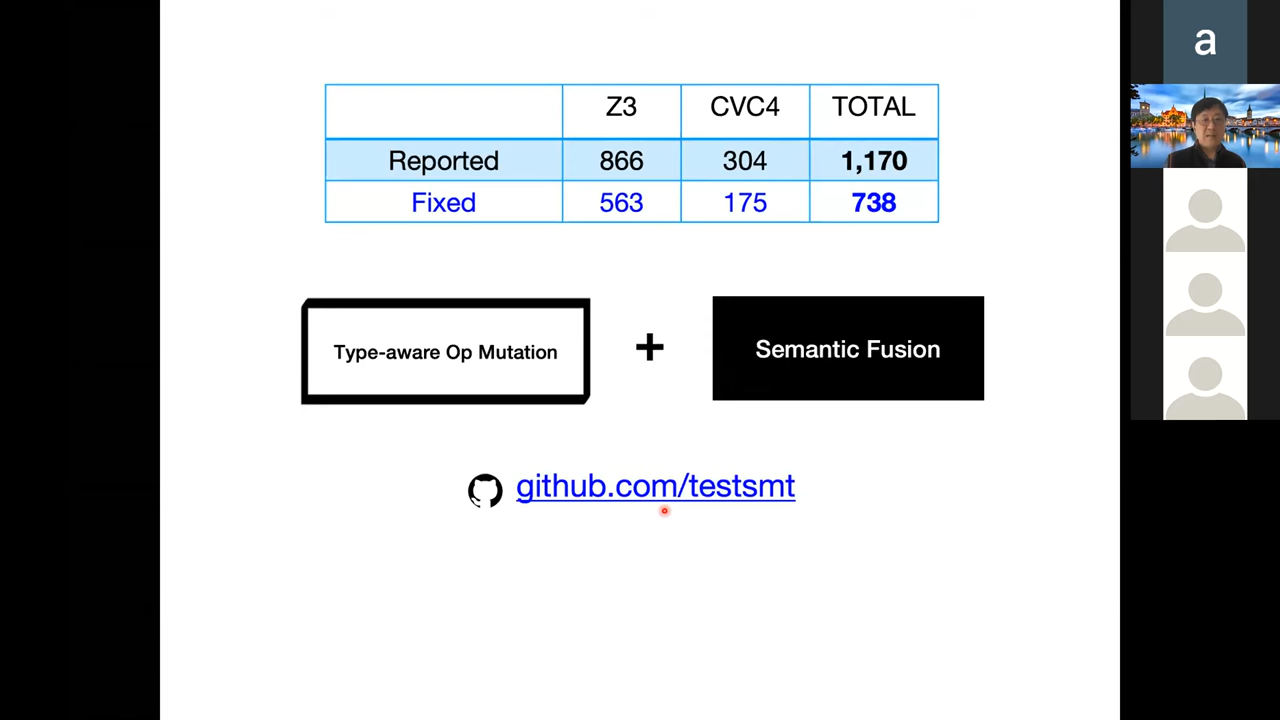 Z3 CVC4 TOTAL
Reported 866 304 1,170
Fixed 563 175 738
Type-aware Op Mutation + Semantic Fusion
github.com/testsmt
a